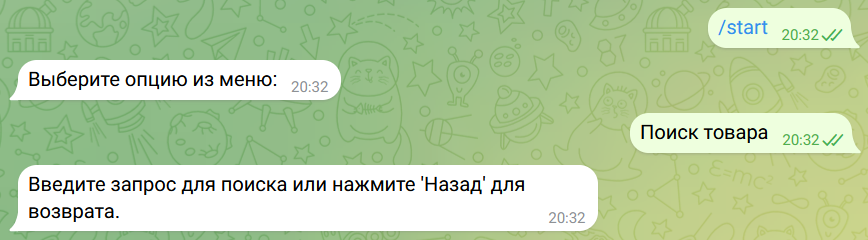 /start 20:32
Выберите опцию из меню: 20:32
Поиск товара 20:32
Введите запрос для поиска или нажмите 'Назад' для
возврата. 20:32